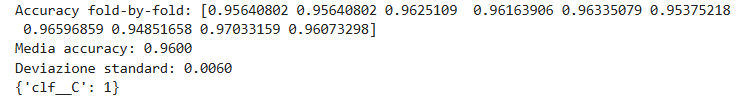 Accuracy fold-by-fold: [0.95640802 0.95640802 0.9625109  0.96163906 0.96335079 0.95375218
 0.96596859 0.94851658 0.97033159 0.96073298]
Media accuracy: 0.9600
Deviazione standard: 0.0060
{'clf__C': 1}